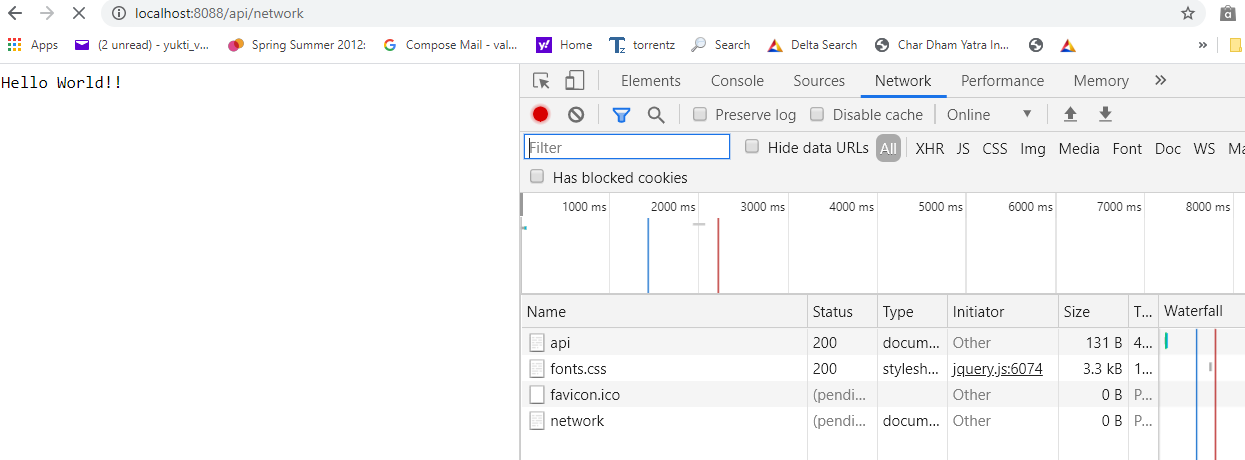 localhost:8088/api/network
Apps (2 unread) - yukti_v... Spring Summer 2012: Compose Mail - val... Home torrentz Search Delta Search Char Dham Yatra In... »
Hello World!!
Elements Console Sources Network Performance Memory »
Preserve log Disable cache Online
Filter Hide data URLs All XHR JS CSS Img Media Font Doc WS Ma
Has blocked cookies
1000 ms 2000 ms 3000 ms 4000 ms 5000 ms 6000 ms 7000 ms 8000 ms
Name Status Type Initiator Size T... Waterfall
api 200 docum... Other 131 B 4...
fonts.css 200 stylesh... jquery.js:6074 3.3 kB 1...
favicon.ico (pendi... Other 0 B P...
network (pendi... docum... Other 0 B P...